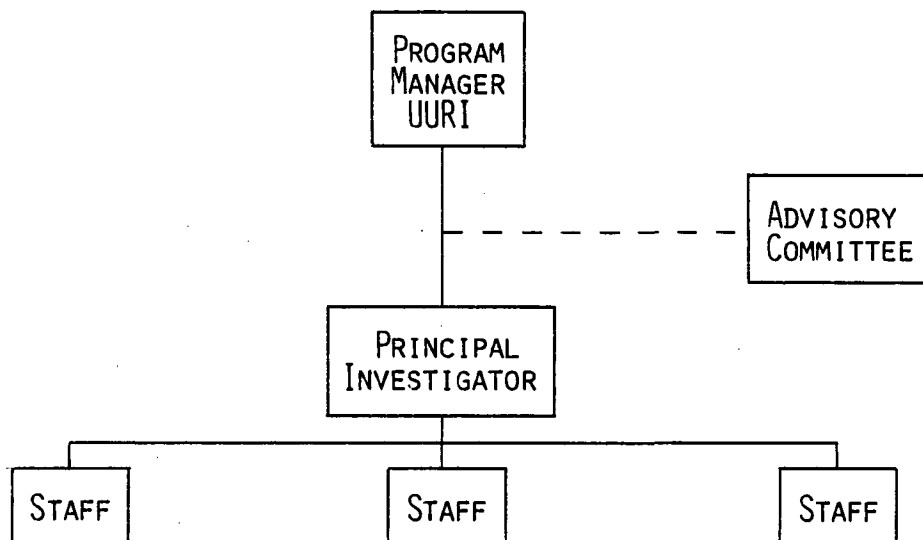 PROGRAM
MANAGER
UURI
ADVISORY
COMMITTEE
PRINCIPAL
INVESTIGATOR
STAFF
STAFF
STAFF